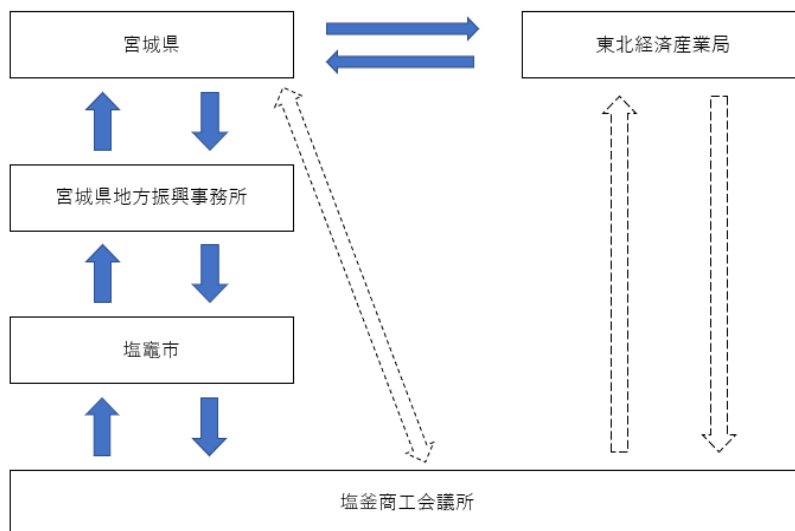 宮城県
東北経済産業局
宮城県地方振興事務所
塩竈市
塩釜商工会議所